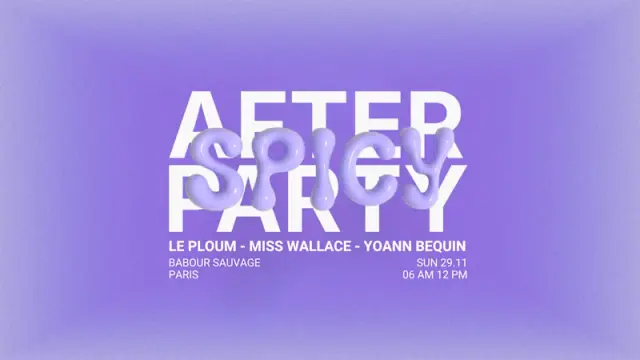 AFTER
SPICY
PARTY
LE PLOUM - MISS WALLACE - YOANN BEQUIN
BABOUR SAUVAGE
PARIS
SUN 29.11
06 AM 12 PM